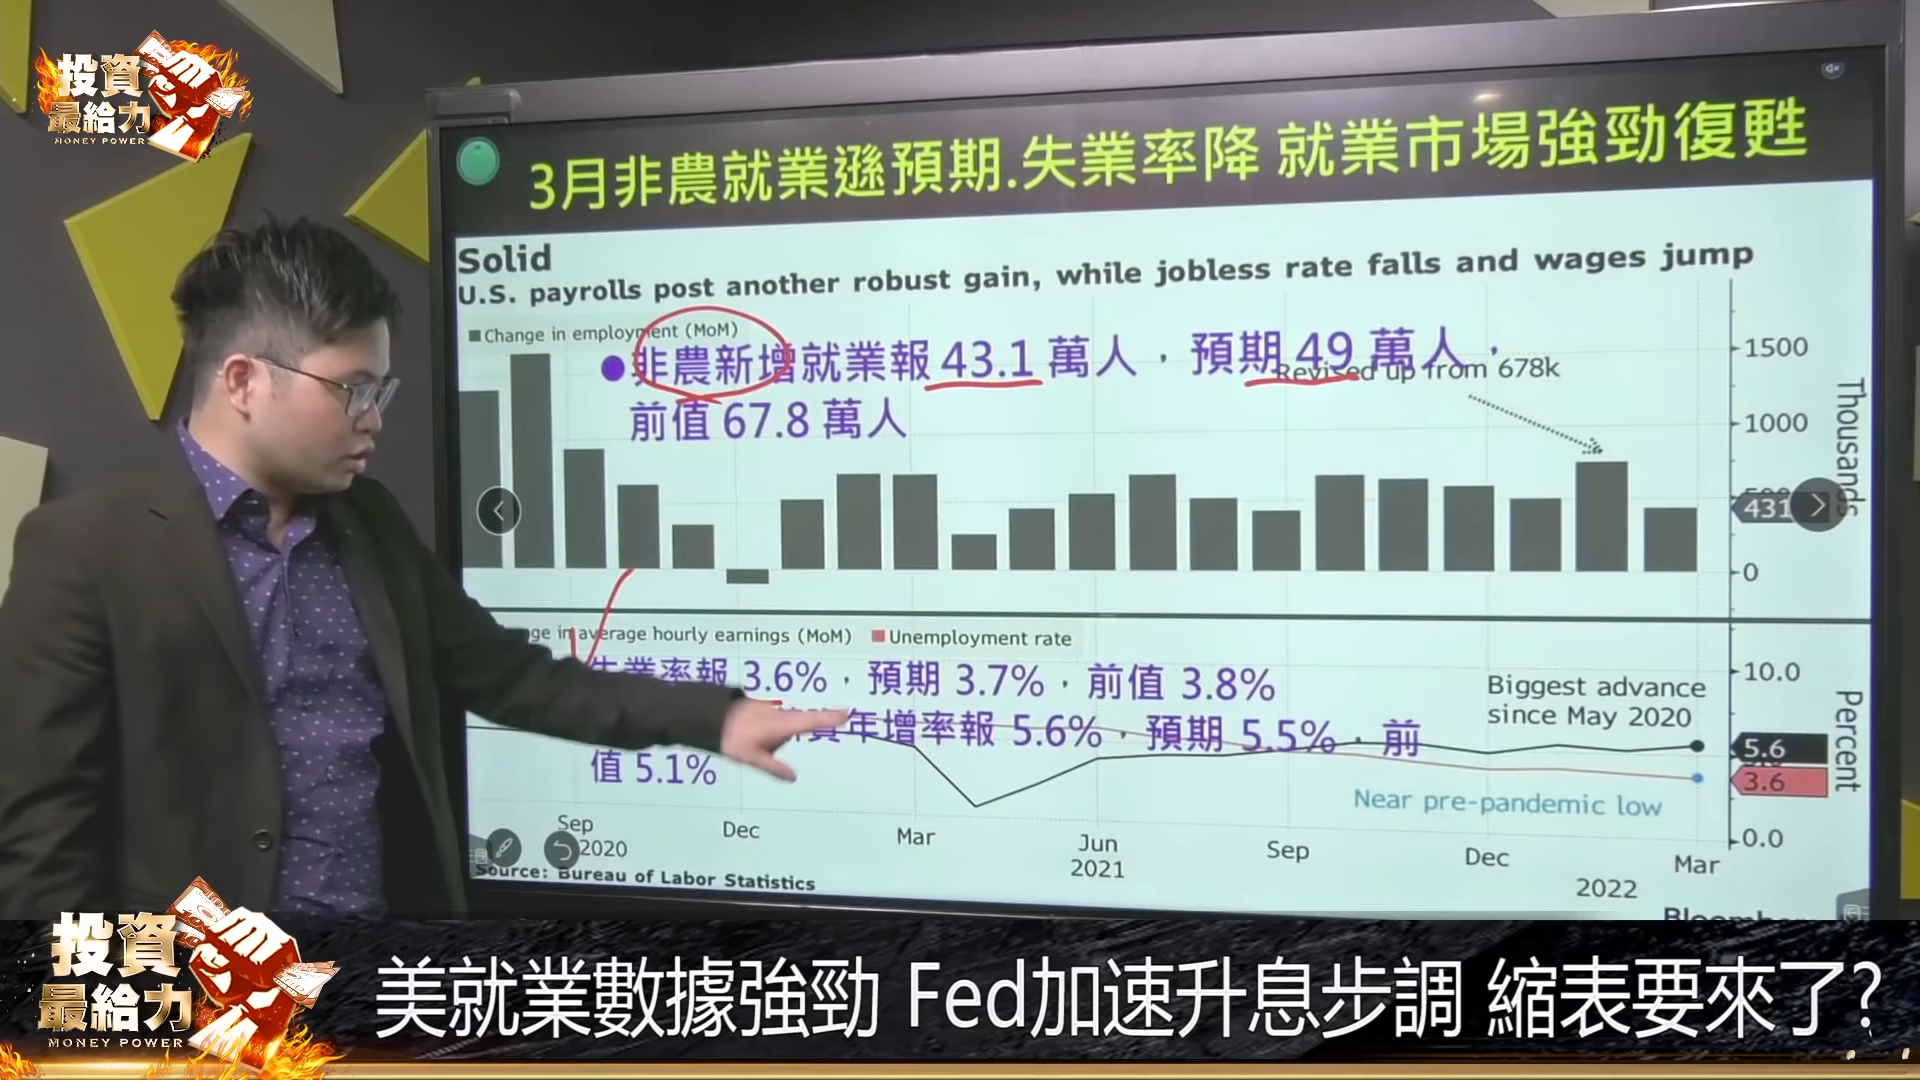 投資
最給力
MONEY POWER
3月非農就業遜預期.失業率降 就業市場強勁復甦
Solid
U.S. payrolls post another robust gain, while jobless rate falls and wages jump
Change in employment (MoM)
●非農新增就業報 43.1 萬人，預期 49 萬人，
前值 67.8 萬人
Revised up from 678k
1500
1000
500
431
0
Thousands
average hourly earnings (MoM) Unemployment rate
失業率報 3.6%，預期 3.7%，前值 3.8%
年增率報 5.6%，預期 5.5%，前
值 5.1%
Biggest advance
since May 2020
Near pre-pandemic low
10.0
5.6
3.6
0.0
Percent
Sep Dec Mar Jun Sep Dec Mar
2020 2021 2022
Source: Bureau of Labor Statistics
投資
最給力
MONEY POWER
美就業數據強勁 Fed加速升息步調 縮表要來了?